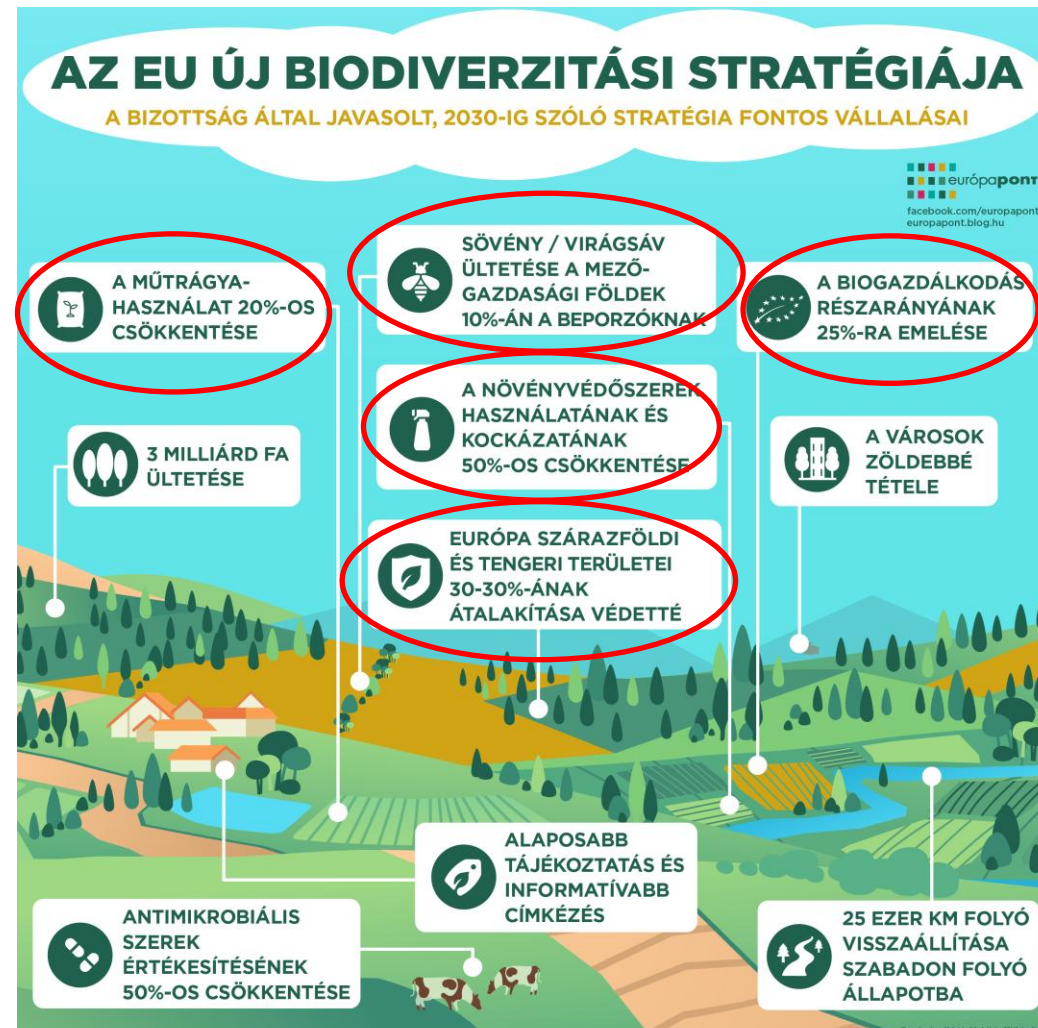 AZ EU ÚJ BIODIVERZITÁSI STRATÉGIÁJA
A BIZOTTSÁG ÁLTAL JAVASOLT, 2030-IG SZÓLÓ STRATÉGIA FONTOS VÁLLALÁSAI
európapont
facebook.com/europapont
europapont.blog.hu
A MŰTRÁGYA-
HASZNÁLAT 20%-OS
CSÖKKENTÉSE
SÖVÉNY / VIRÁGSÁV
ÜLTETÉSE A MEZŐ-
GAZDASÁGI FÖLDEK
10%-ÁN A BEPORZÓKNAK
A BIOGAZDÁLKODÁS
RÉSZARÁNYÁNAK
25%-RA EMELÉSE
A NÖVÉNYVÉDŐSZEREK
HASZNÁLATÁNAK ÉS
KOCKÁZATÁNAK
50%-OS CSÖKKENTÉSE
3 MILLIÁRD FA
ÜLTETÉSE
A VÁROSOK
ZÖLDEBBÉ
TÉTELE
EURÓPA SZÁRAZFÖLDI
ÉS TENGERI TERÜLETEI
30-30%-ÁNAK
ÁTALAKÍTÁSA VÉDETTÉ
ALAPOSABB
TÁJÉKOZTATÁS ÉS
INFORMATÍVABB
CÍMKÉZÉS
ANTIMIKROBIÁLIS
SZEREK
ÉRTÉKESÍTÉSÉNEK
50%-OS CSÖKKENTÉSE
25 EZER KM FOLYÓ
VISSZAÁLLÍTÁSA
SZABADON FOLYÓ
ÁLLAPOTBA